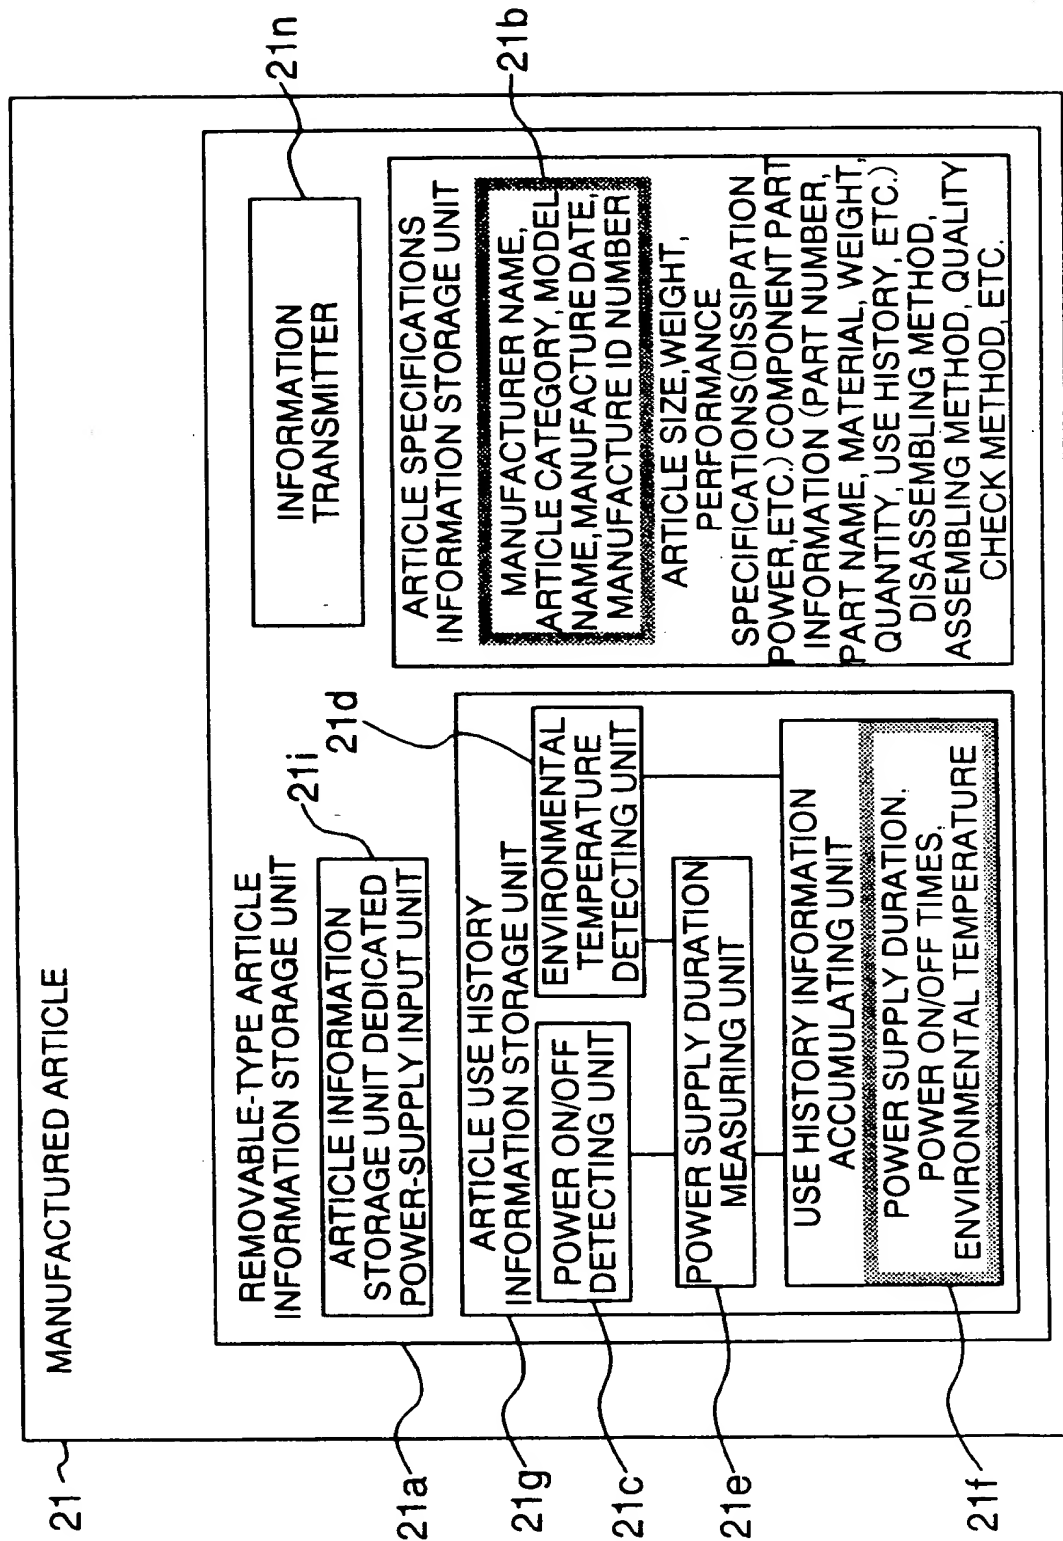 21
MANUFACTURED ARTICLE
21a
REMOVABLE-TYPE ARTICLE
INFORMATION STORAGE UNIT
21i
ARTICLE INFORMATION
STORAGE UNIT DEDICATED
POWER-SUPPLY INPUT UNIT
21n
INFORMATION
TRANSMITTER
21g
ARTICLE USE HISTORY
INFORMATION STORAGE UNIT
21c
POWER ON/OFF
DETECTING UNIT
21d
ENVIRONMENTAL
TEMPERATURE
DETECTING UNIT
21e
POWER SUPPLY DURATION
MEASURING UNIT
21f
USE HISTORY INFORMATION
ACCUMULATING UNIT
POWER SUPPLY DURATION.
POWER ON/OFF TIMES.
ENVIRONMENTAL TEMPERATURE
21b
ARTICLE SPECIFICATIONS
INFORMATION STORAGE UNIT
MANUFACTURER NAME,
ARTICLE CATEGORY, MODEL
NAME, MANUFACTURE DATE,
MANUFACTURE ID NUMBER
ARTICLE SIZE, WEIGHT,
PERFORMANCE
SPECIFICATIONS(DISSIPATION
POWER, ETC.) COMPONENT PART
INFORMATION (PART NUMBER,
PART NAME, MATERIAL, WEIGHT,
QUANTITY, USE HISTORY, ETC.)
DISASSEMBLING METHOD,
ASSEMBLING METHOD, QUALITY
CHECK METHOD, ETC.